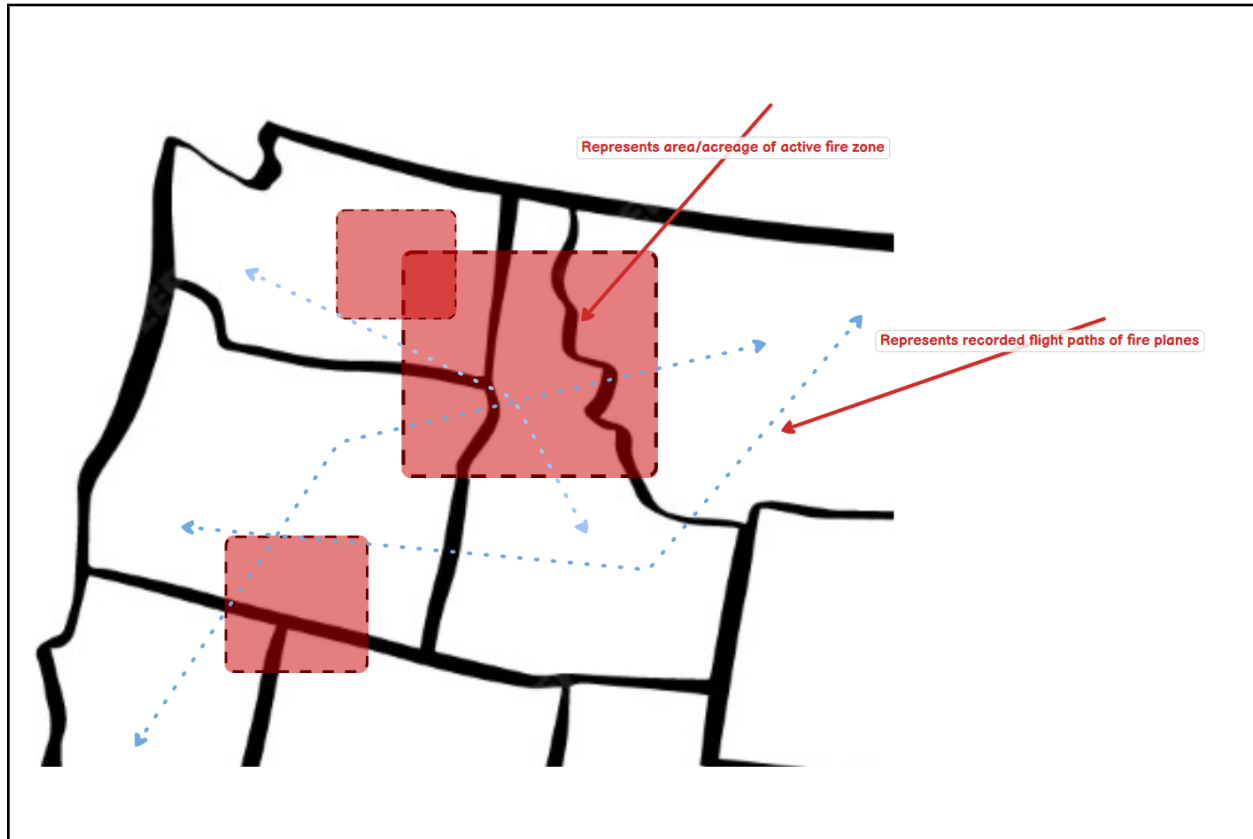 Represents area/acreage of active fire zone
Represents recorded flight paths of fire planes